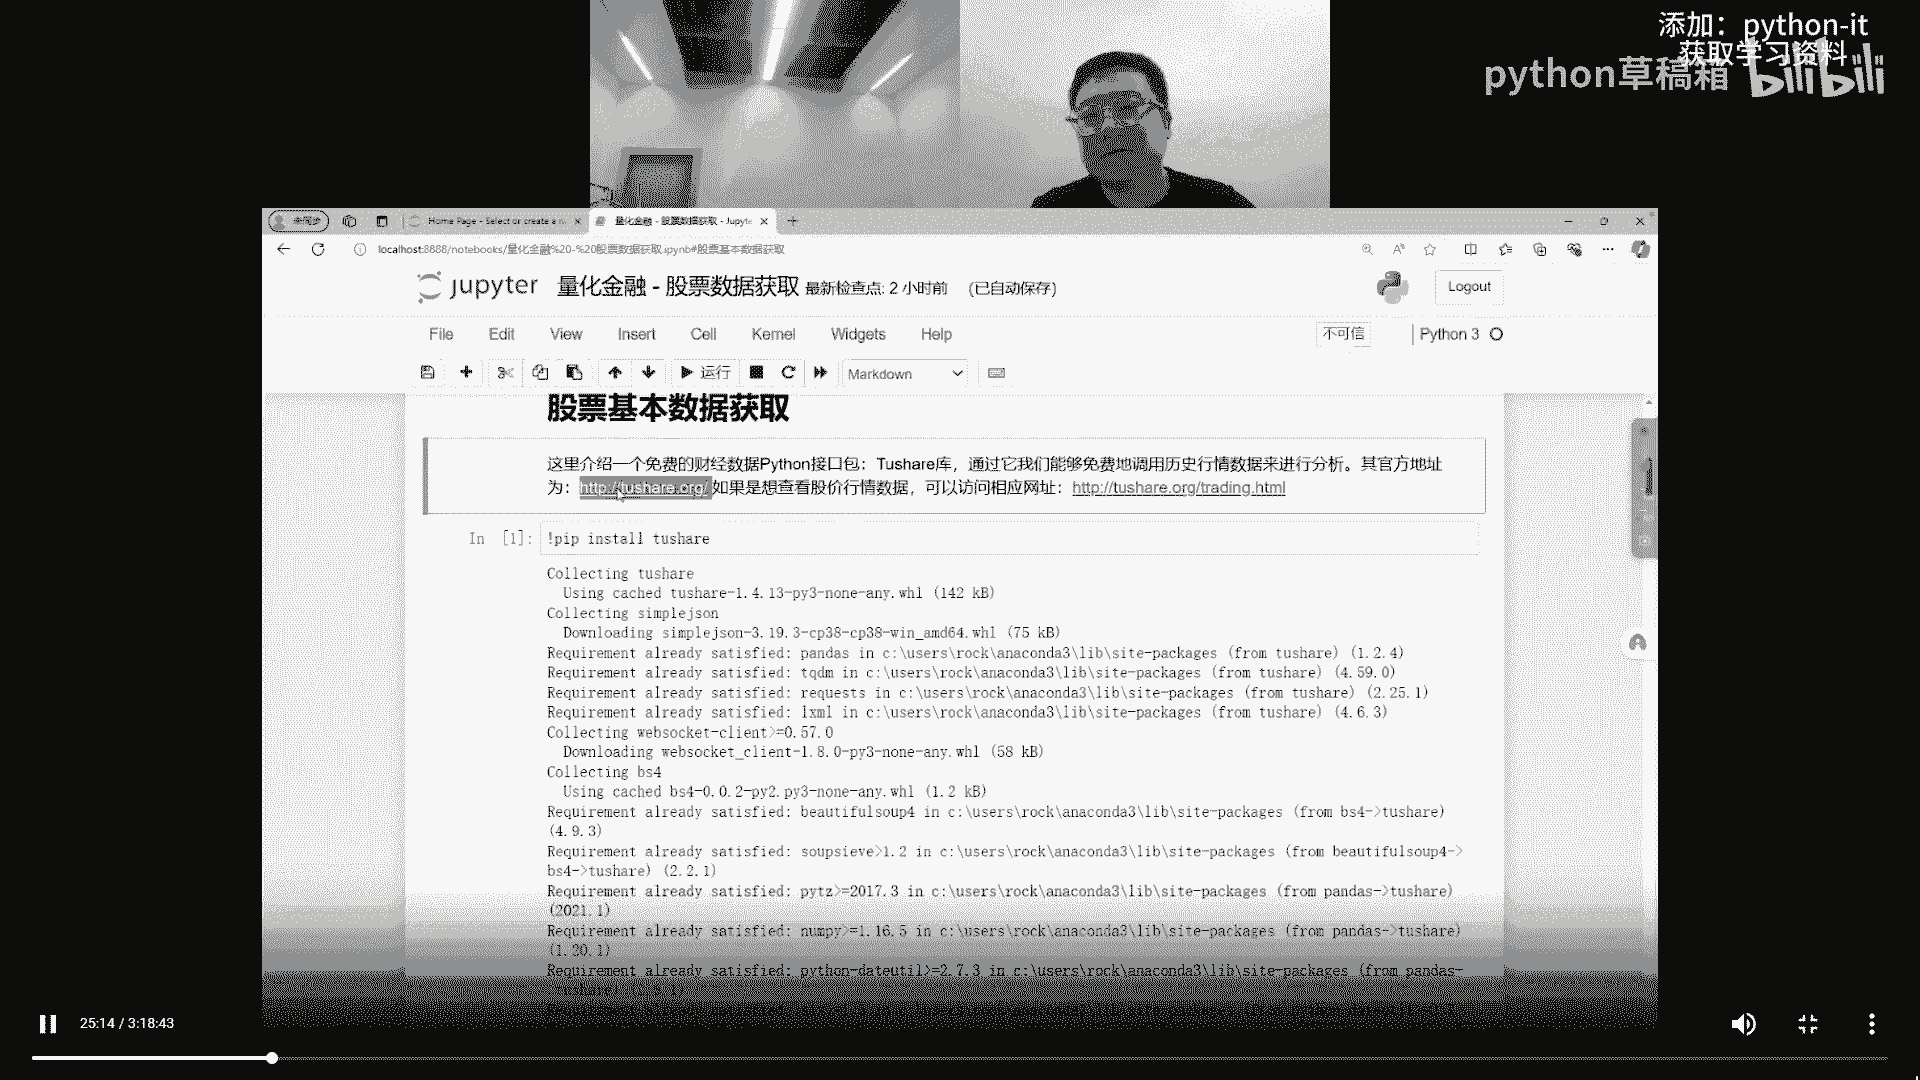 添加：python-it
获取学习资料
python草稿箱 bilibili
未同步
Home Page - Select or create a n
量化金融 - 股票数据获取 - Jupyte
localhost:8888/notebooks/量化金融%20-%20股票数据获取.ipynb#股票基本数据获取
jupyter 量化金融 - 股票数据获取 最新检查点: 2 小时前 (已自动保存)
Logout
File Edit View Insert Cell Kernel Widgets Help
不可信 Python 3
运行 Markdown
股票基本数据获取
这里介绍一个免费的财经数据Python接口包：Tushare库，通过它我们能够免费地调用历史行情数据来进行分析。其官方地址
为：http://tushare.org/ 如果是想查看股价行情数据，可以访问相应网址：http://tushare.org/trading.html
In [1]: !pip install tushare
Collecting tushare
Using cached tushare-1.4.13-py3-none-any.whl (142 kB)
Collecting simplejson
Downloading simplejson-3.19.3-cp38-cp38-win_amd64.whl (75 kB)
Requirement already satisfied: pandas in c:\users\rock\anaconda3\lib\site-packages (from tushare) (1.2.4)
Requirement already satisfied: tqdm in c:\users\rock\anaconda3\lib\site-packages (from tushare) (4.59.0)
Requirement already satisfied: requests in c:\users\rock\anaconda3\lib\site-packages (from tushare) (2.25.1)
Requirement already satisfied: lxml in c:\users\rock\anaconda3\lib\site-packages (from tushare) (4.6.3)
Collecting websocket-client>=0.57.0
Downloading websocket_client-1.8.0-py3-none-any.whl (58 kB)
Collecting bs4
Using cached bs4-0.0.2-py2.py3-none-any.whl (1.2 kB)
Requirement already satisfied: beautifulsoup4 in c:\users\rock\anaconda3\lib\site-packages (from bs4->tushare)
(4.9.3)
Requirement already satisfied: soupsieve>1.2 in c:\users\rock\anaconda3\lib\site-packages (from beautifulsoup4->
bs4->tushare) (2.2.1)
Requirement already satisfied: pytz>=2017.3 in c:\users\rock\anaconda3\lib\site-packages (from pandas->tushare)
(2021.1)
Requirement already satisfied: numpy>=1.16.5 in c:\users\rock\anaconda3\lib\site-packages (from pandas->tushare)
(1.20.1)
Requirement already satisfied: python-dateutil>=2.7.3 in c:\users\rock\anaconda3\lib\site-packages (from pandas-
25:14 / 3:18:43